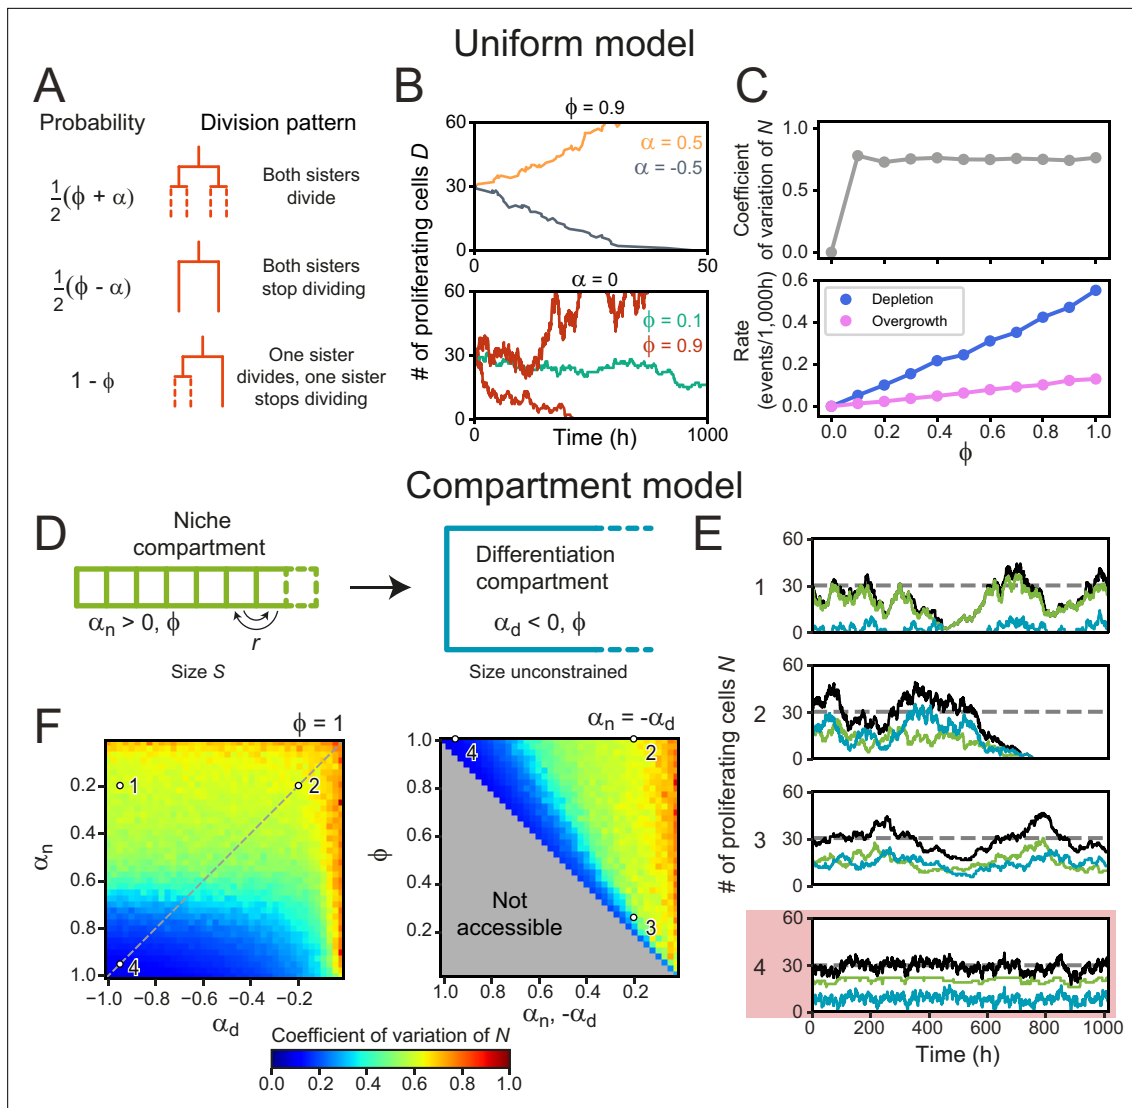 Uniform model
A
Probability
Division pattern
1/2(ϕ + α)
Both sisters
divide
1/2(ϕ - α)
Both sisters
stop dividing
1 - ϕ
One sister
divides, one sister
stops dividing
B
# of proliferating cells D
ϕ = 0.9
60
30
0
α = 0.5
α = -0.5
0
50
α = 0
60
30
0
ϕ = 0.1
ϕ = 0.9
0
1000
Time (h)
C
Coefficient
of variation of N
1.0
0.5
0.0
Rate
(events/1,000h)
0.6
0.4
0.2
0.0
Depletion
Overgrowth
0.0 0.2 0.4 0.6 0.8 1.0
ϕ
Compartment model
D
Niche
compartment
αn > 0, ϕ
r
Size S
Differentiation
compartment
αd < 0, ϕ
Size unconstrained
E
# of proliferating cells N
1
60
30
0
2
60
30
0
3
60
30
0
4
60
30
0
0 200 400 600 800 1000
Time (h)
F
ϕ = 1
αn
0.2
0.4
0.6
0.8
1.0
1
2
4
−1.0 −0.8 −0.6 −0.4 −0.2
αd
αn = -αd
ϕ
1.0
0.8
0.6
0.4
0.2
4
2
3
Not
accessible
1.0 0.8 0.6 0.4 0.2
αn, -αd
Coefficient of variation of N
0.0 0.2 0.4 0.6 0.8 1.0